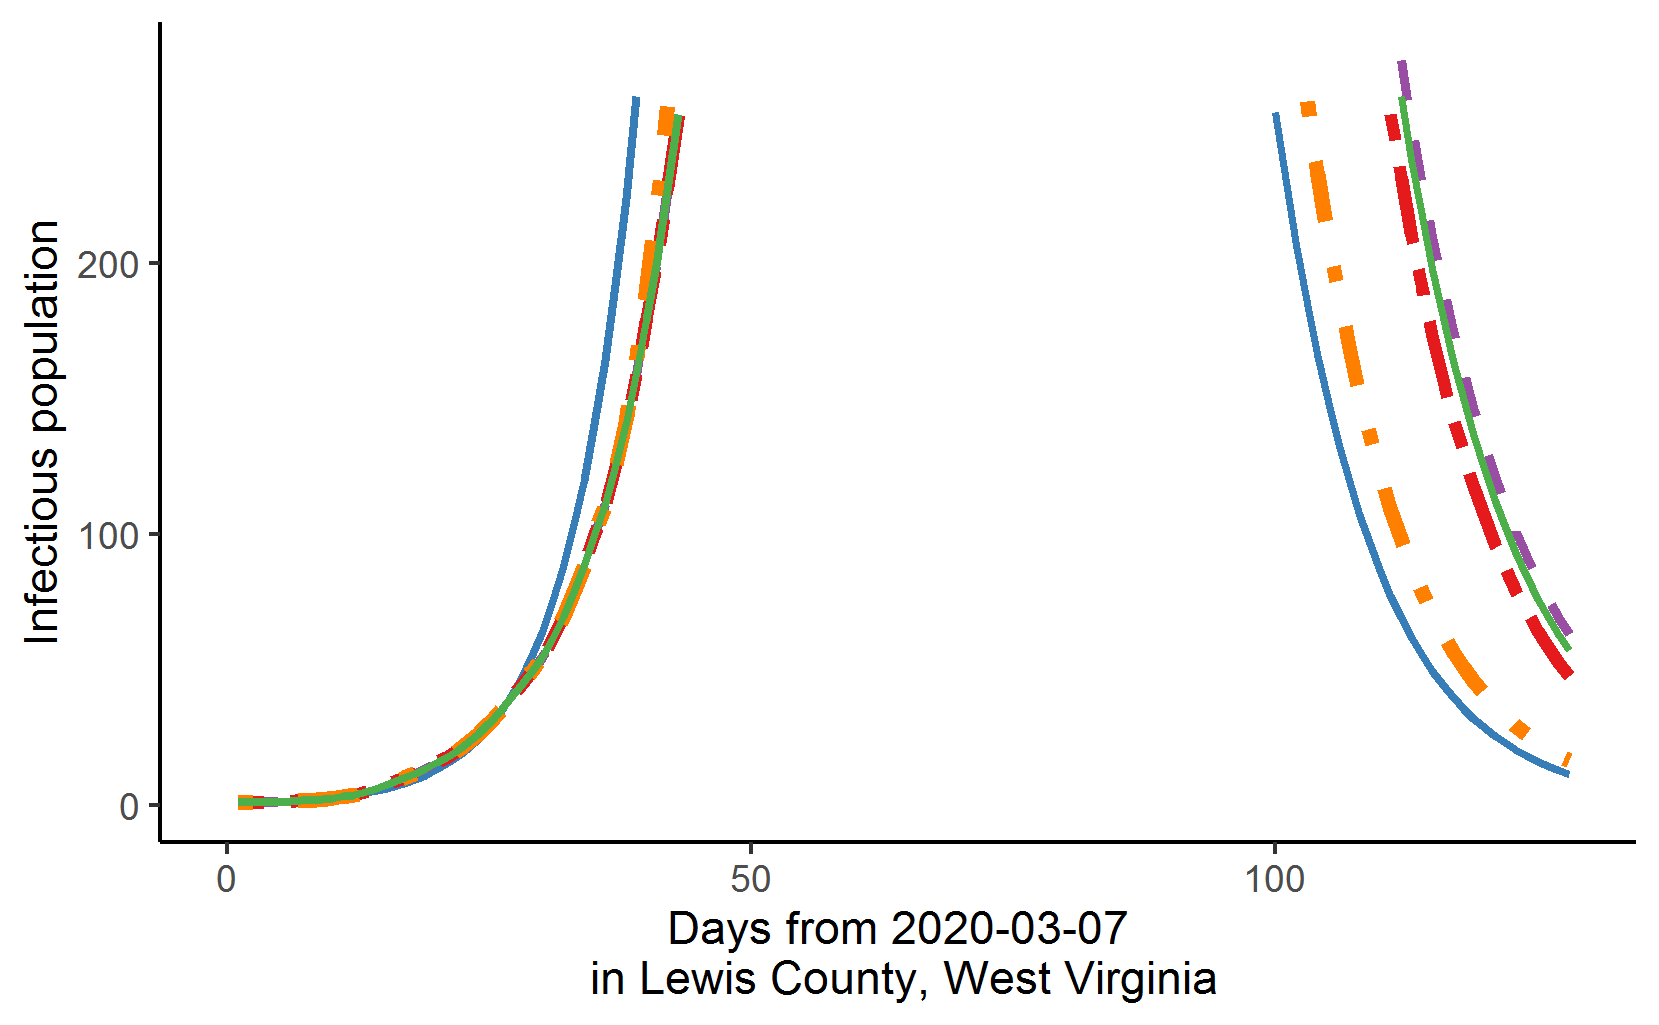 Infectious population
200
100
0
0
50
100
Days from 2020-03-07
in Lewis County, West Virginia